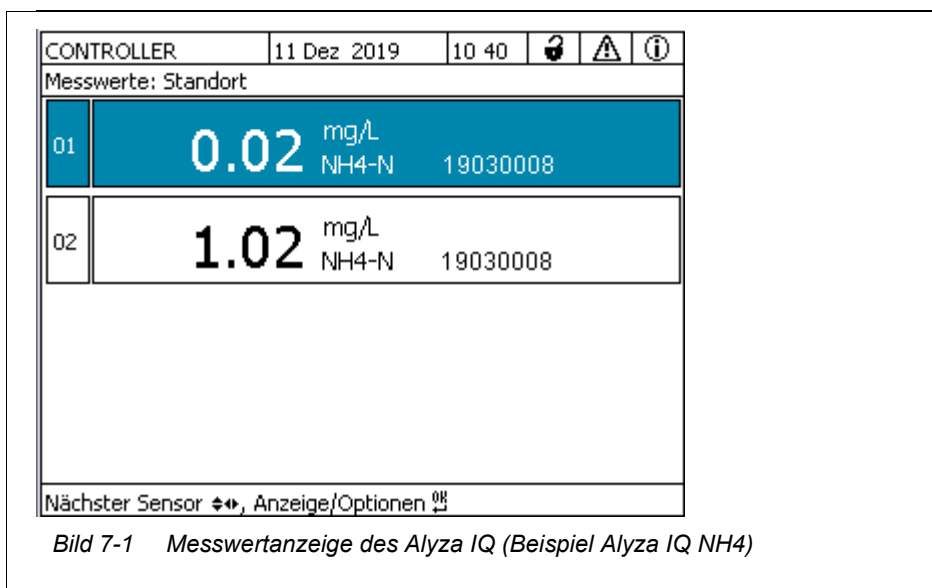 CONTROLLER 11 Dez 2019 10 40
Messwerte: Standort
01 0.02 mg/L NH4-N 19030008
02 1.02 mg/L NH4-N 19030008
Nächster Sensor, Anzeige/Optionen OK
Bild 7-1 Messwertanzeige des Alyza IQ (Beispiel Alyza IQ NH4)